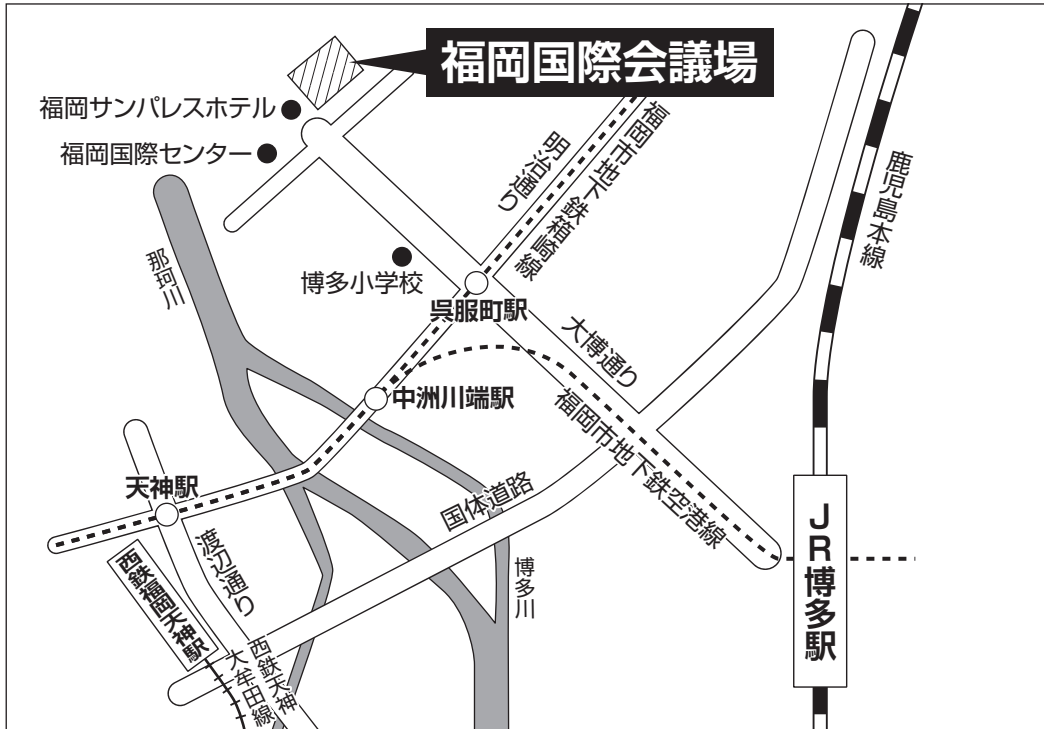 福岡国際会議場
福岡サンパレスホテル
福岡国際センター
明治通り
福岡市地下鉄箱崎線
鹿児島本線
那珂川
博多小学校
呉服町駅
大博通り
中洲川端駅
福岡市地下鉄空港線
天神駅
国体道路
JR博多駅
渡辺通り
西鉄福岡天神駅
博多川
西鉄天神
大牟田線